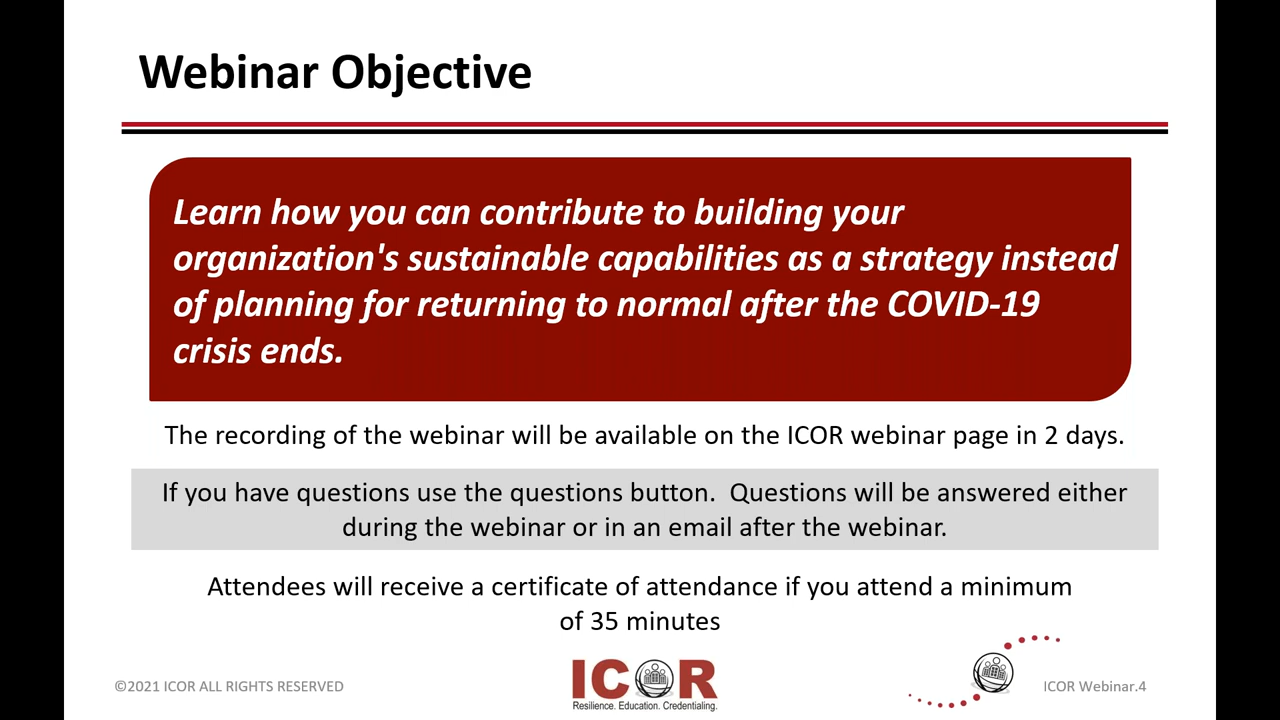 Webinar Objective
Learn how you can contribute to building your
organization's sustainable capabilities as a strategy instead
of planning for returning to normal after the COVID-19
crisis ends.
The recording of the webinar will be available on the ICOR webinar page in 2 days.
If you have questions use the questions button.  Questions will be answered either
during the webinar or in an email after the webinar.
Attendees will receive a certificate of attendance if you attend a minimum
of 35 minutes
©2021 ICOR ALL RIGHTS RESERVED
ICOR
Resilience. Education. Credentialing.
ICOR Webinar.4